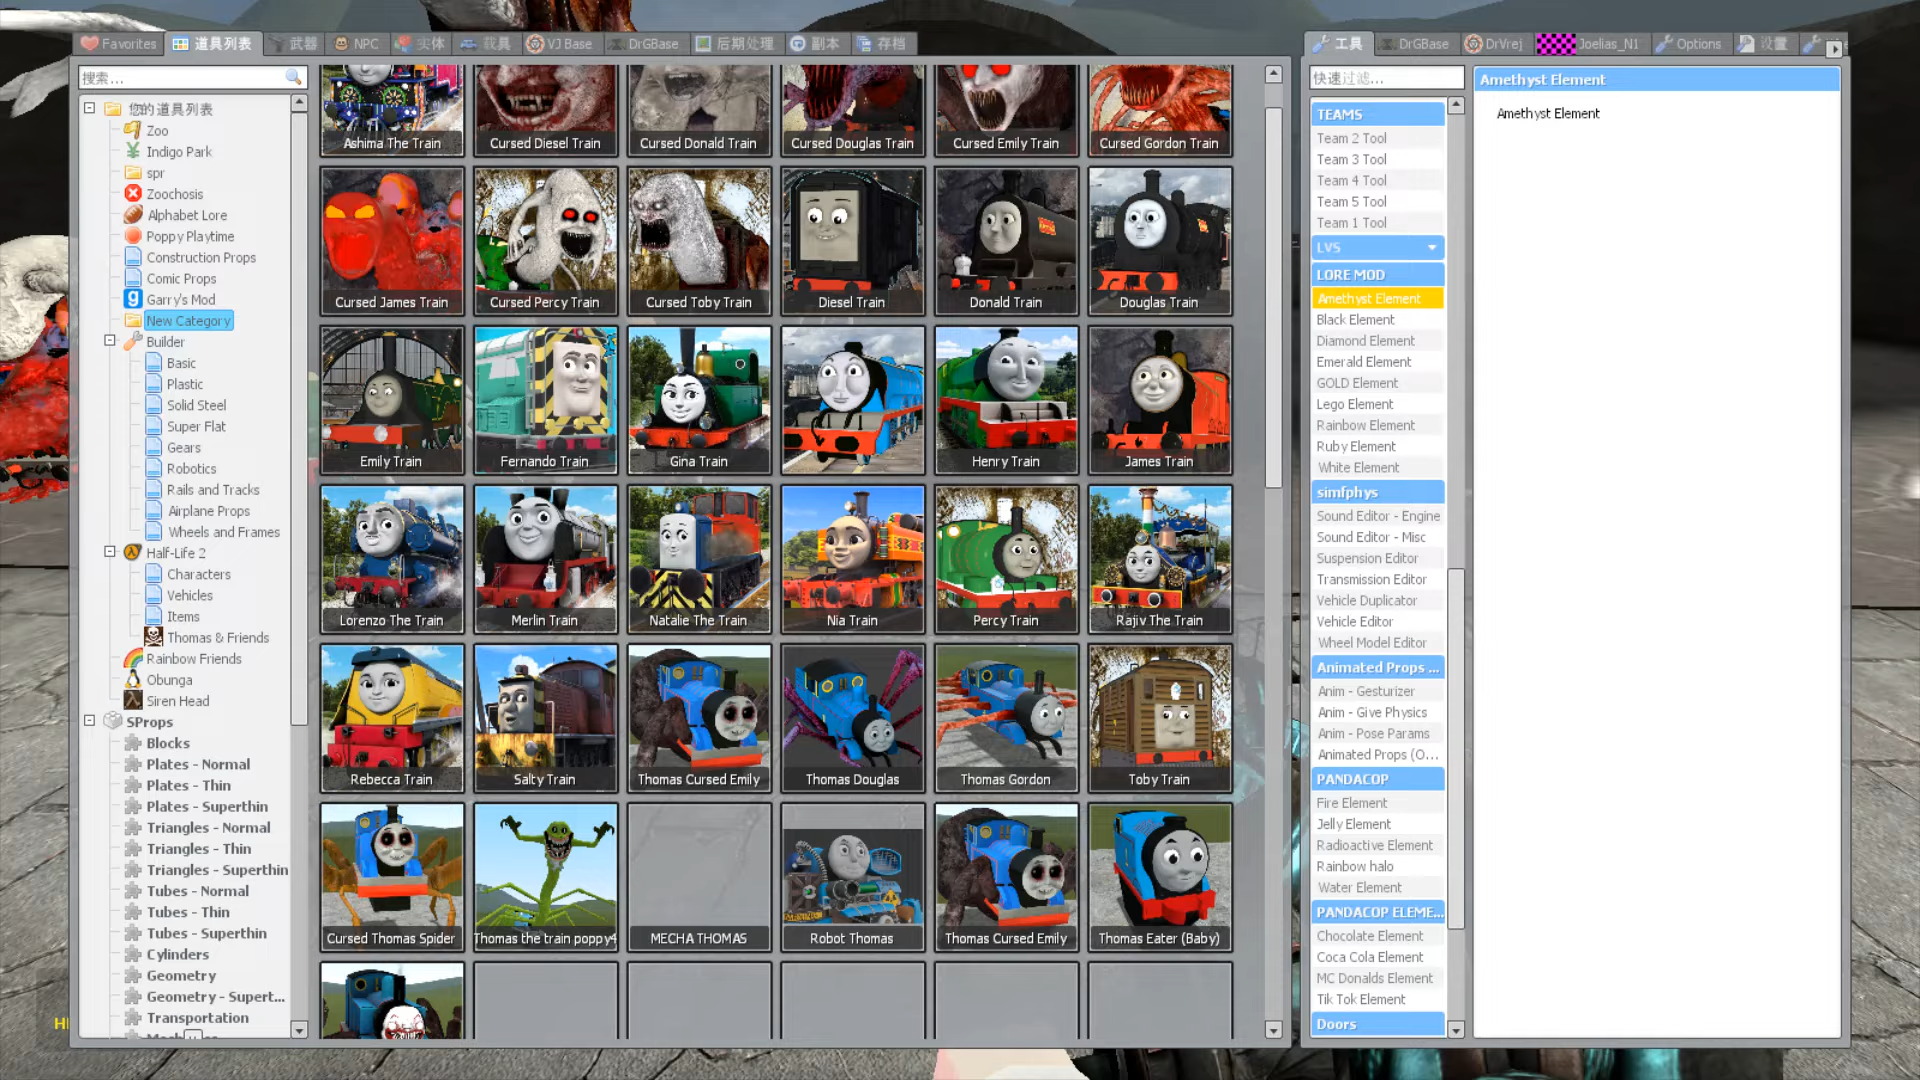 Favorites
道具列表
武器
NPC
实体
载具
VJ Base
DrGBase
后期处理
副本
存档
搜索...
您的道具列表
Zoo
Indigo Park
spr
Zoochosis
Alphabet Lore
Poppy Playtime
Construction Props
Comic Props
Garry's Mod
New Category
Builder
Basic
Plastic
Solid Steel
Super Flat
Gears
Robotics
Rails and Tracks
Airplane Props
Wheels and Frames
Half-Life 2
Characters
Vehicles
Items
Thomas & Friends
Rainbow Friends
Obunga
Siren Head
SProps
Blocks
Plates - Normal
Plates - Thin
Plates - Superthin
Triangles - Normal
Triangles - Thin
Triangles - Superthin
Tubes - Normal
Tubes - Thin
Tubes - Superthin
Cylinders
Geometry
Geometry - Supert...
Transportation
Ashima The Train
Cursed Diesel Train
Cursed Donald Train
Cursed Douglas Train
Cursed Emily Train
Cursed Gordon Train
Cursed James Train
Cursed Percy Train
Cursed Toby Train
Diesel Train
Donald Train
Douglas Train
Emily Train
Fernando Train
Gina Train
Henry Train
James Train
Lorenzo The Train
Merlin Train
Natalie The Train
Nia Train
Percy Train
Rajiv The Train
Rebecca Train
Salty Train
Thomas Cursed Emily
Thomas Douglas
Thomas Gordon
Toby Train
Cursed Thomas Spider
Thomas the train poppy4
MECHA THOMAS
Robot Thomas
Thomas Cursed Emily
Thomas Eater (Baby)
工具
DrGBase
DrVrej
Joelias_N1
Options
设置
快速过滤...
TEAMS
Team 2 Tool
Team 3 Tool
Team 4 Tool
Team 5 Tool
Team 1 Tool
LVS
LORE MOD
Amethyst Element
Black Element
Diamond Element
Emerald Element
GOLD Element
Lego Element
Rainbow Element
Ruby Element
White Element
simfphys
Sound Editor - Engine
Sound Editor - Misc
Suspension Editor
Transmission Editor
Vehicle Duplicator
Vehicle Editor
Wheel Model Editor
Animated Props ...
Anim - Gesturizer
Anim - Give Physics
Anim - Pose Params
Animated Props (O...
PANDACOP
Fire Element
Jelly Element
Radioactive Element
Rainbow halo
Water Element
PANDACOP ELEME...
Chocolate Element
Coca Cola Element
MC Donalds Element
Tik Tok Element
Doors
Amethyst Element
Amethyst Element